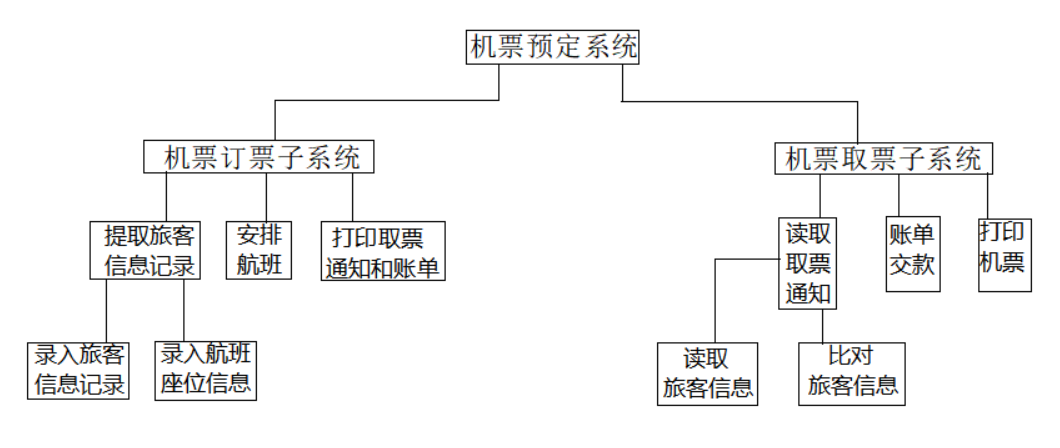 机票预定系统
机票订票子系统
机票取票子系统
提取旅客
信息记录
安排
航班
打印取票
通知和账单
读取
取票
通知
账单
交款
打印
机票
录入旅客
信息记录
录入航班
座位信息
读取
旅客信息
比对
旅客信息